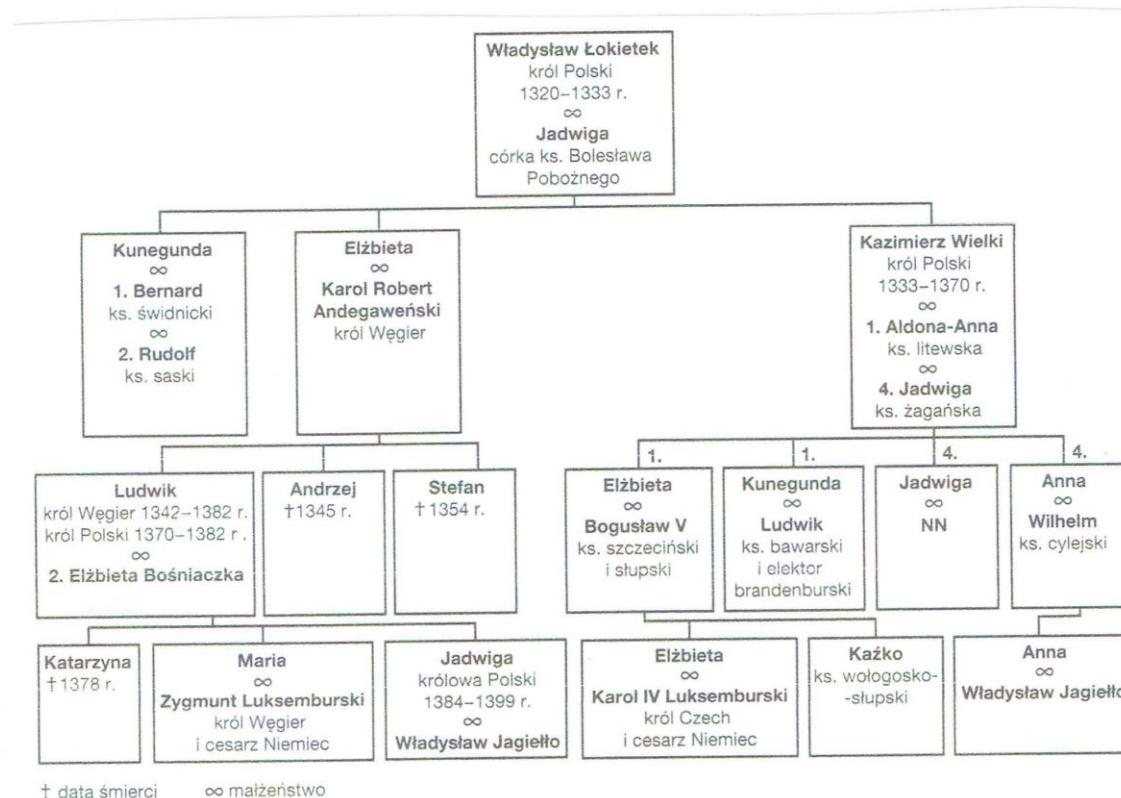 Władysław Łokietek
król Polski
1320–1333 r.
∞
Jadwiga
córka ks. Bolesława
Pobożnego
Kunegunda
∞
1. Bernard
ks. świdnicki
∞
2. Rudolf
ks. saski
Elżbieta
∞
Karol Robert
Andegaweński
król Węgier
Kazimierz Wielki
król Polski
1333–1370 r.
∞
1. Aldona-Anna
ks. litewska
∞
4. Jadwiga
ks. żagańska
Ludwik
król Węgier 1342–1382 r.
król Polski 1370–1382 r.
∞
2. Elżbieta Bośniaczka
Andrzej
†1345 r.
Stefan
†1354 r.
1.
Elżbieta
∞
Bogusław V
ks. szczeciński
i słupski
1.
Kunegunda
∞
Ludwik
ks. bawarski
i elektor
brandenburski
4.
Jadwiga
∞
NN
4.
Anna
∞
Wilhelm
ks. cylejski
Katarzyna
†1378 r.
Maria
∞
Zygmunt Luksemburski
król Węgier
i cesarz Niemiec
Jadwiga
królowa Polski
1384–1399 r.
∞
Władysław Jagiełło
Elżbieta
∞
Karol IV Luksemburski
król Czech
i cesarz Niemiec
Kaźko
ks. wołogosko-
-słupski
Anna
∞
Władysław Jagiełło
† data śmierci ∞ małżeństwo